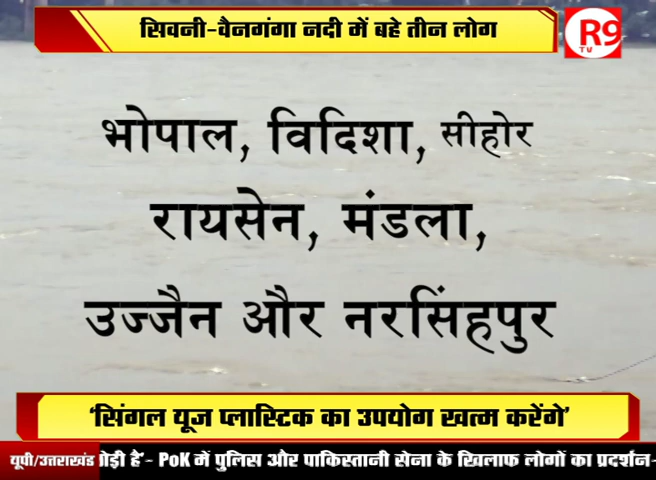 सिवनी-वैनगंगा नदी में बहे तीन लोग
R9
TV
भोपाल, विदिशा, सीहोर
रायसेन, मंडला,
उज्जैन और नरसिंहपुर
‘सिंगल यूज प्लास्टिक का उपयोग खत्म करेंगे’
यूपी/उत्तराखंड
है’- PoK में पुलिस और पाकिस्तानी सेना के खिलाफ लोगों का प्रदर्शन-